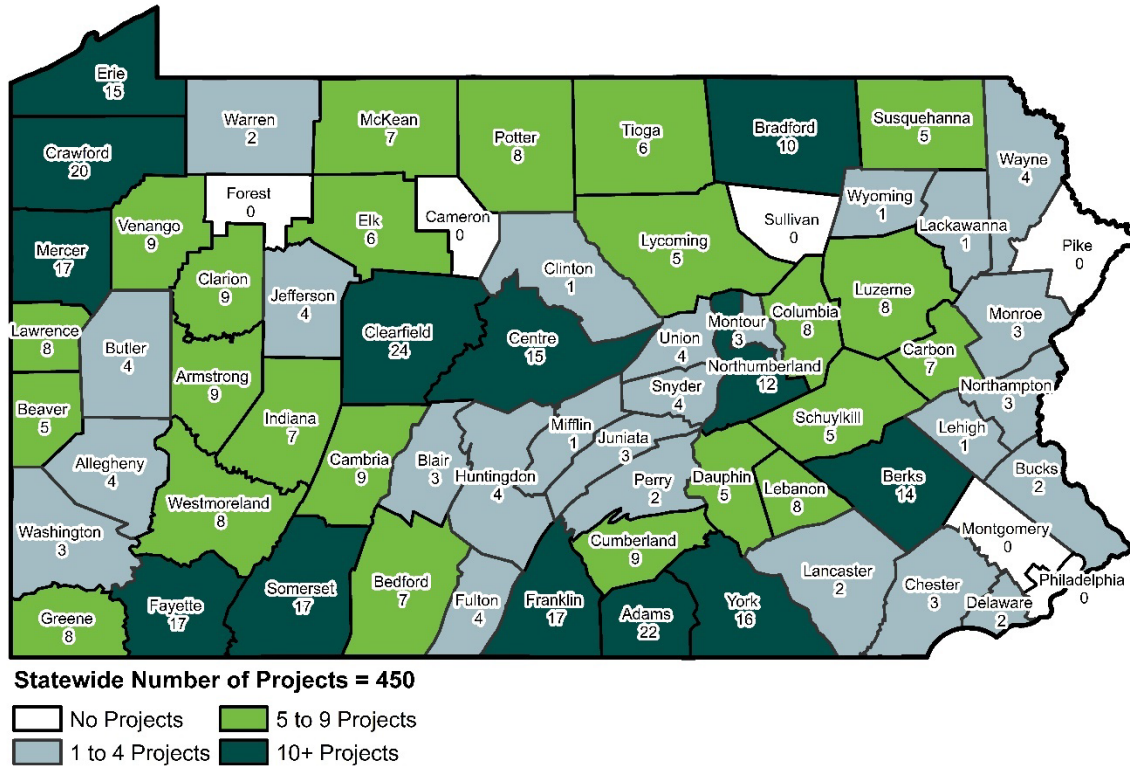 Erie
15
Warren
2
McKean
7
Potter
8
Tioga
6
Bradford
10
Susquehanna
5
Wayne
4
Crawford
20
Forest
0
Cameron
0
Sullivan
0
Wyoming
1
Lackawanna
1
Pike
0
Mercer
17
Venango
9
Elk
6
Lycoming
5
Clarion
9
Jefferson
4
Clinton
1
Luzerne
8
Monroe
3
Lawrence
8
Butler
4
Clearfield
24
Centre
15
Union
4
Montour
3
Columbia
8
Carbon
7
Armstrong
9
Northumberland
12
Snyder
4
Northampton
3
Beaver
5
Indiana
7
Mifflin
1
Juniata
3
Schuylkill
5
Lehigh
1
Allegheny
4
Cambria
9
Blair
3
Huntingdon
4
Perry
2
Dauphin
5
Lebanon
8
Berks
14
Bucks
2
Westmoreland
8
Washington
3
Cumberland
9
Montgomery
0
Greene
8
Fayette
17
Somerset
17
Bedford
7
Fulton
4
Franklin
17
Adams
22
York
16
Lancaster
2
Chester
3
Delaware
2
Philadelphia
0
Statewide Number of Projects = 450
No Projects
5 to 9 Projects
1 to 4 Projects
10+ Projects